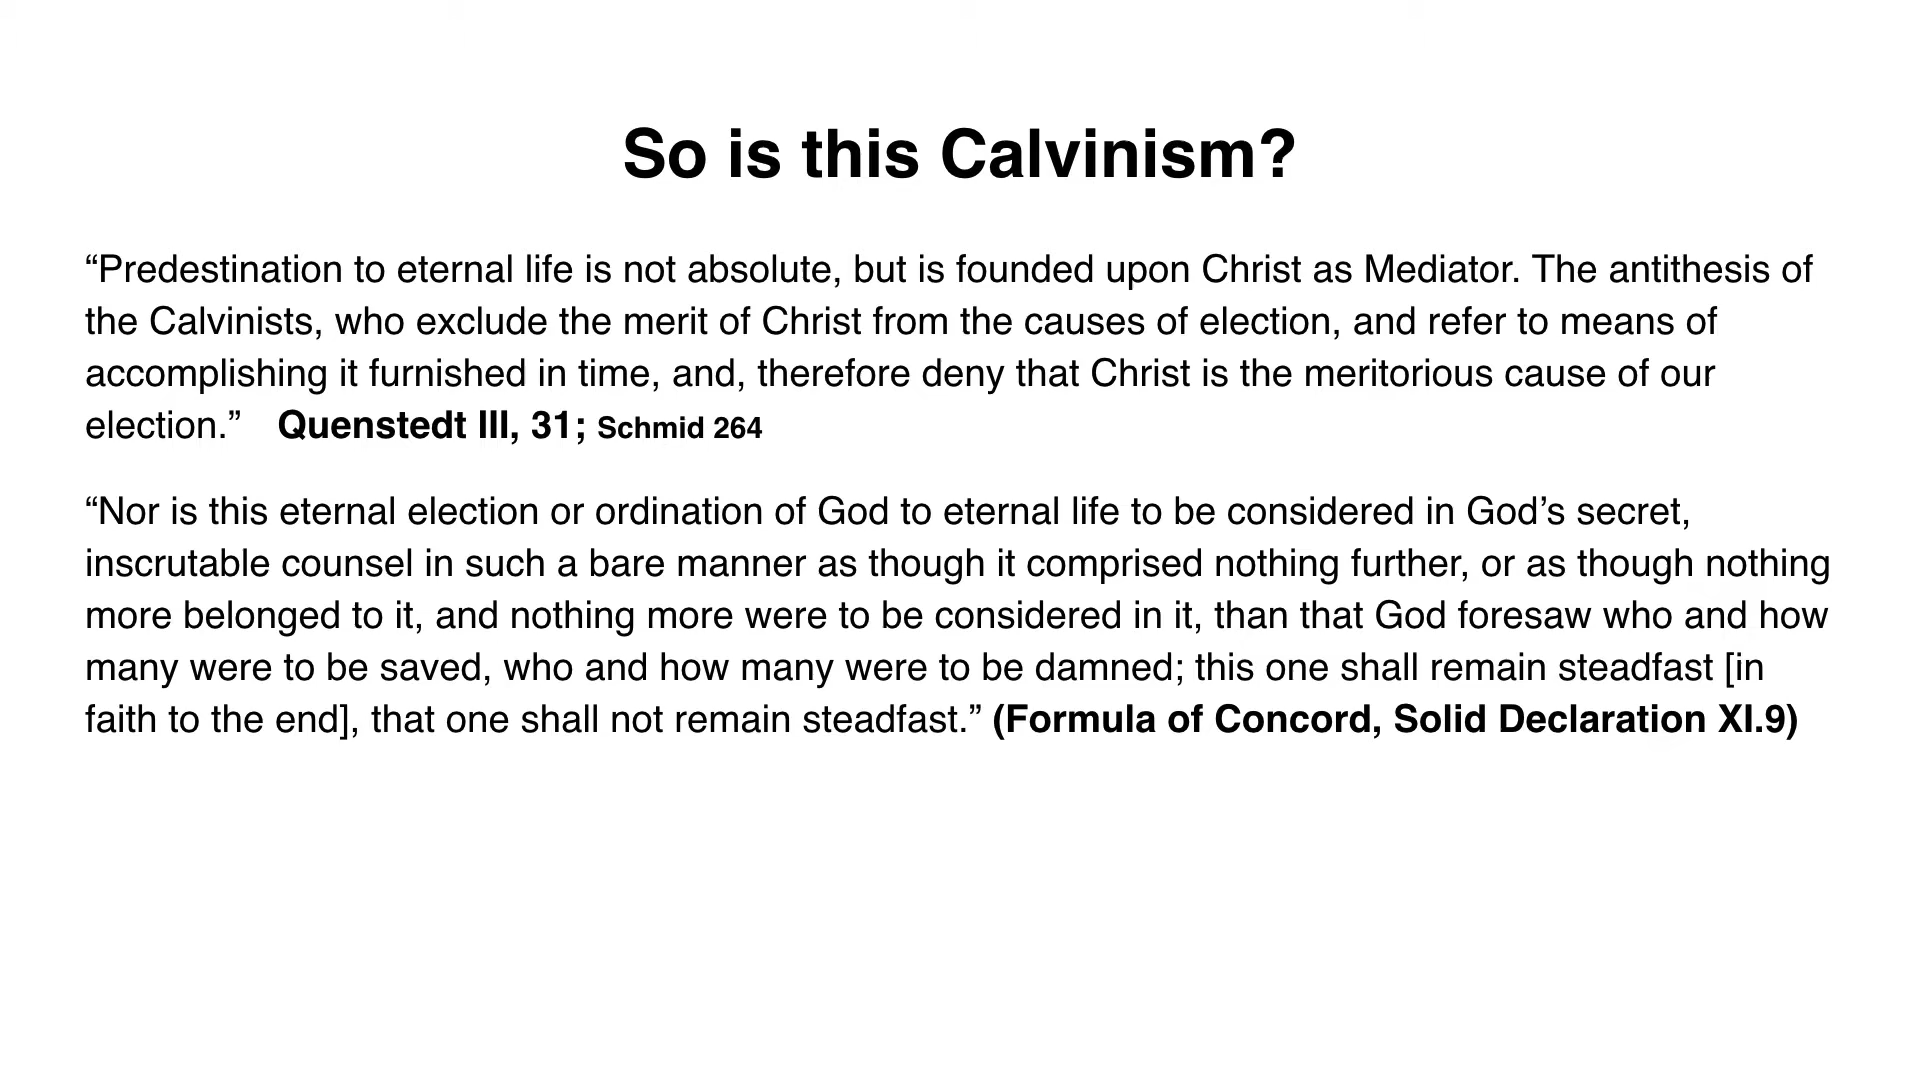 So is this Calvinism?
“Predestination to eternal life is not absolute, but is founded upon Christ as Mediator. The antithesis of
the Calvinists, who exclude the merit of Christ from the causes of election, and refer to means of
accomplishing it furnished in time, and, therefore deny that Christ is the meritorious cause of our
election.” Quenstedt III, 31; Schmid 264
“Nor is this eternal election or ordination of God to eternal life to be considered in God’s secret,
inscrutable counsel in such a bare manner as though it comprised nothing further, or as though nothing
more belonged to it, and nothing more were to be considered in it, than that God foresaw who and how
many were to be saved, who and how many were to be damned; this one shall remain steadfast [in
faith to the end], that one shall not remain steadfast.” (Formula of Concord, Solid Declaration XI.9)